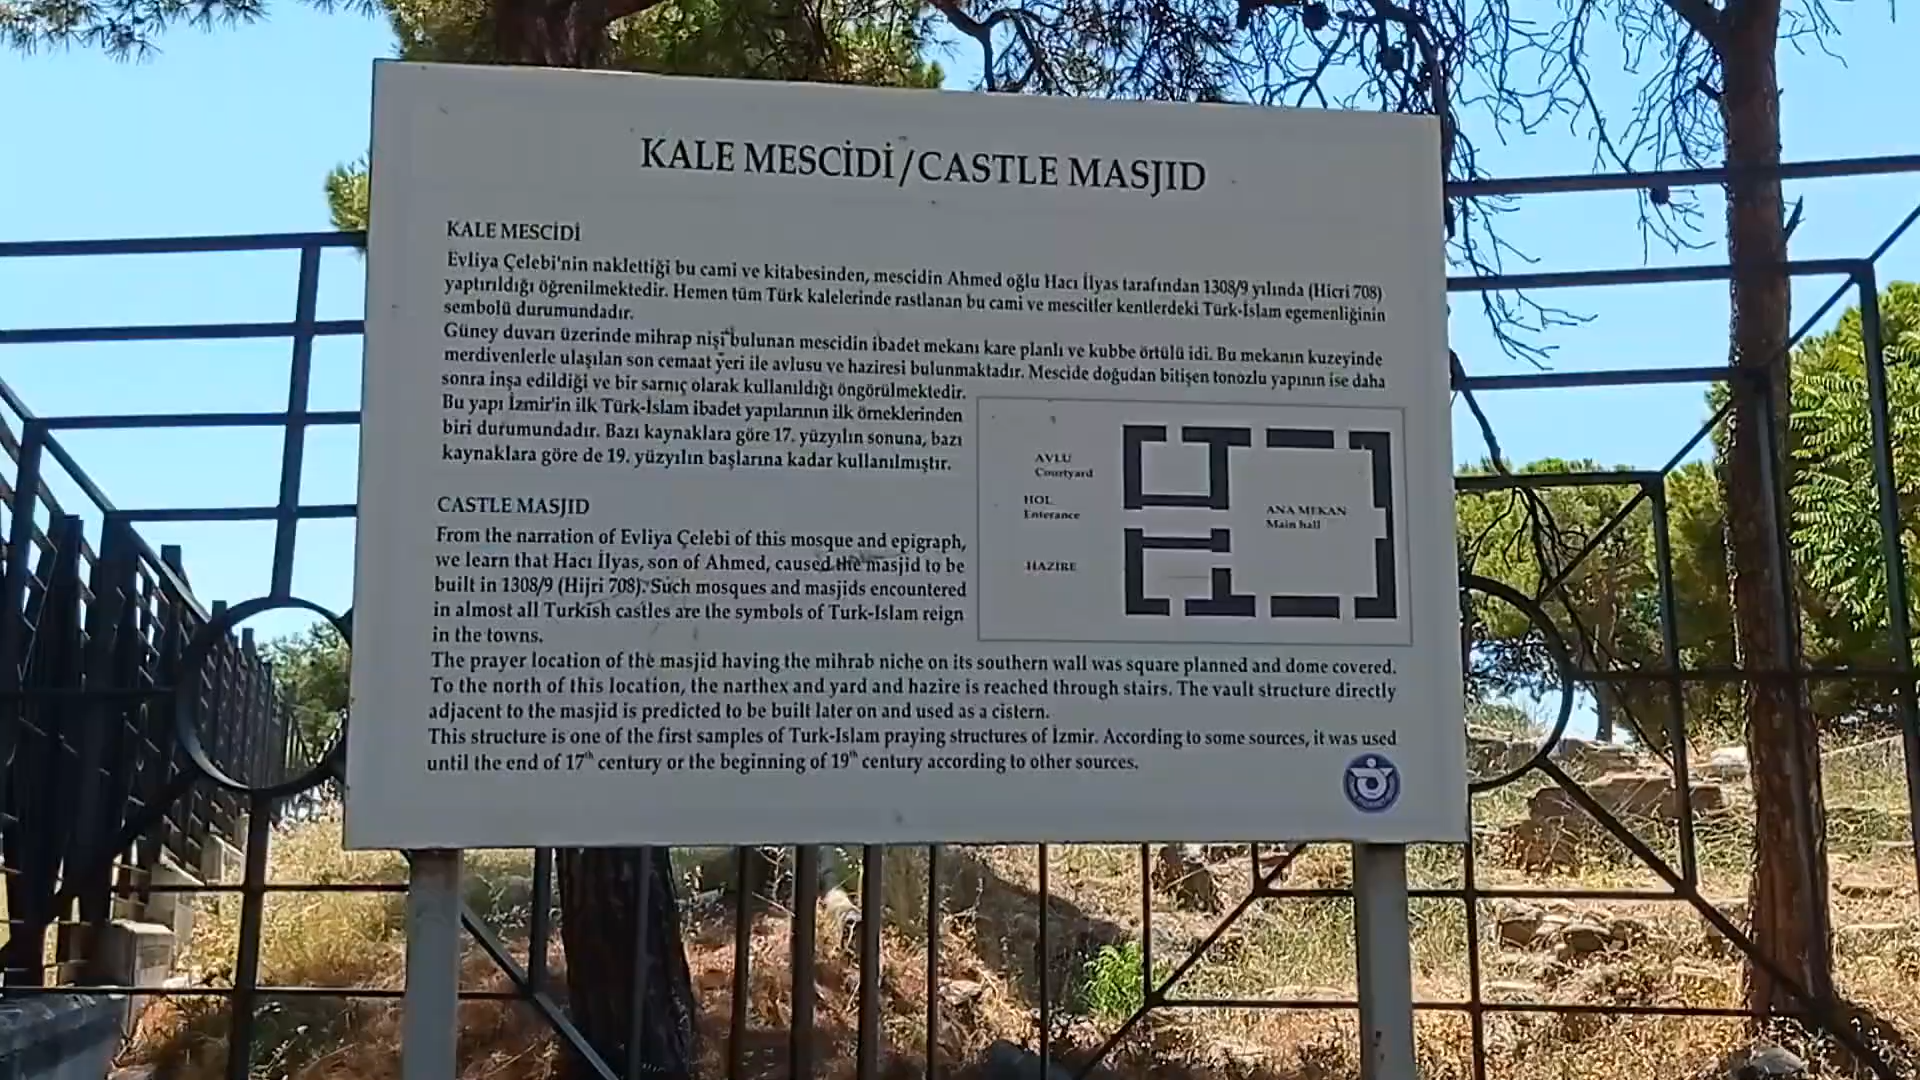 KALE MESCİDİ/CASTLE MASJID
KALE MESCİDİ
Evliya Çelebi'nin naklettiği bu cami ve kitabesinden, mescidin Ahmed oğlu Hacı İlyas tarafından 1308/9 yılında (Hicri 708)
yaptırıldığı öğrenilmektedir. Hemen tüm Türk kalelerinde rastlanan bu cami ve mescitler kentlerdeki Türk-İslam egemenliğinin
sembolü durumundadır.
Güney duvarı üzerinde mihrap nişi bulunan mescidin ibadet mekanı kare planlı ve kubbe örtülü idi. Bu mekanın kuzeyinde
merdivenlerle ulaşılan son cemaat yeri ile avlusu ve haziresi bulunmaktadır. Mescide doğudan bitişen tonozlu yapının ise daha
sonra inşa edildiği ve bir sarnıç olarak kullanıldığı öngörülmektedir.
Bu yapı İzmir'in ilk Türk-İslam ibadet yapılarının ilk örneklerinden
biri durumundadır. Bazı kaynaklara göre 17. yüzyılın sonuna, bazı
kaynaklara göre de 19. yüzyılın başlarına kadar kullanılmıştır.
AVLU
Courtyard
HOL
Enterance
HAZİRE
ANA MEKAN
Main hall
CASTLE MASJID
From the narration of Evliya Çelebi of this mosque and epigraph,
we learn that Hacı İlyas, son of Ahmed, caused the masjid to be
built in 1308/9 (Hijri 708). Such mosques and masjids encountered
in almost all Turkish castles are the symbols of Turk-Islam reign
in the towns.
The prayer location of the masjid having the mihrab niche on its southern wall was square planned and dome covered.
To the north of this location, the narthex and yard and hazire is reached through stairs. The vault structure directly
adjacent to the masjid is predicted to be built later on and used as a cistern.
This structure is one of the first samples of Turk-Islam praying structures of İzmir. According to some sources, it was used
until the end of 17th century or the beginning of 19th century according to other sources.